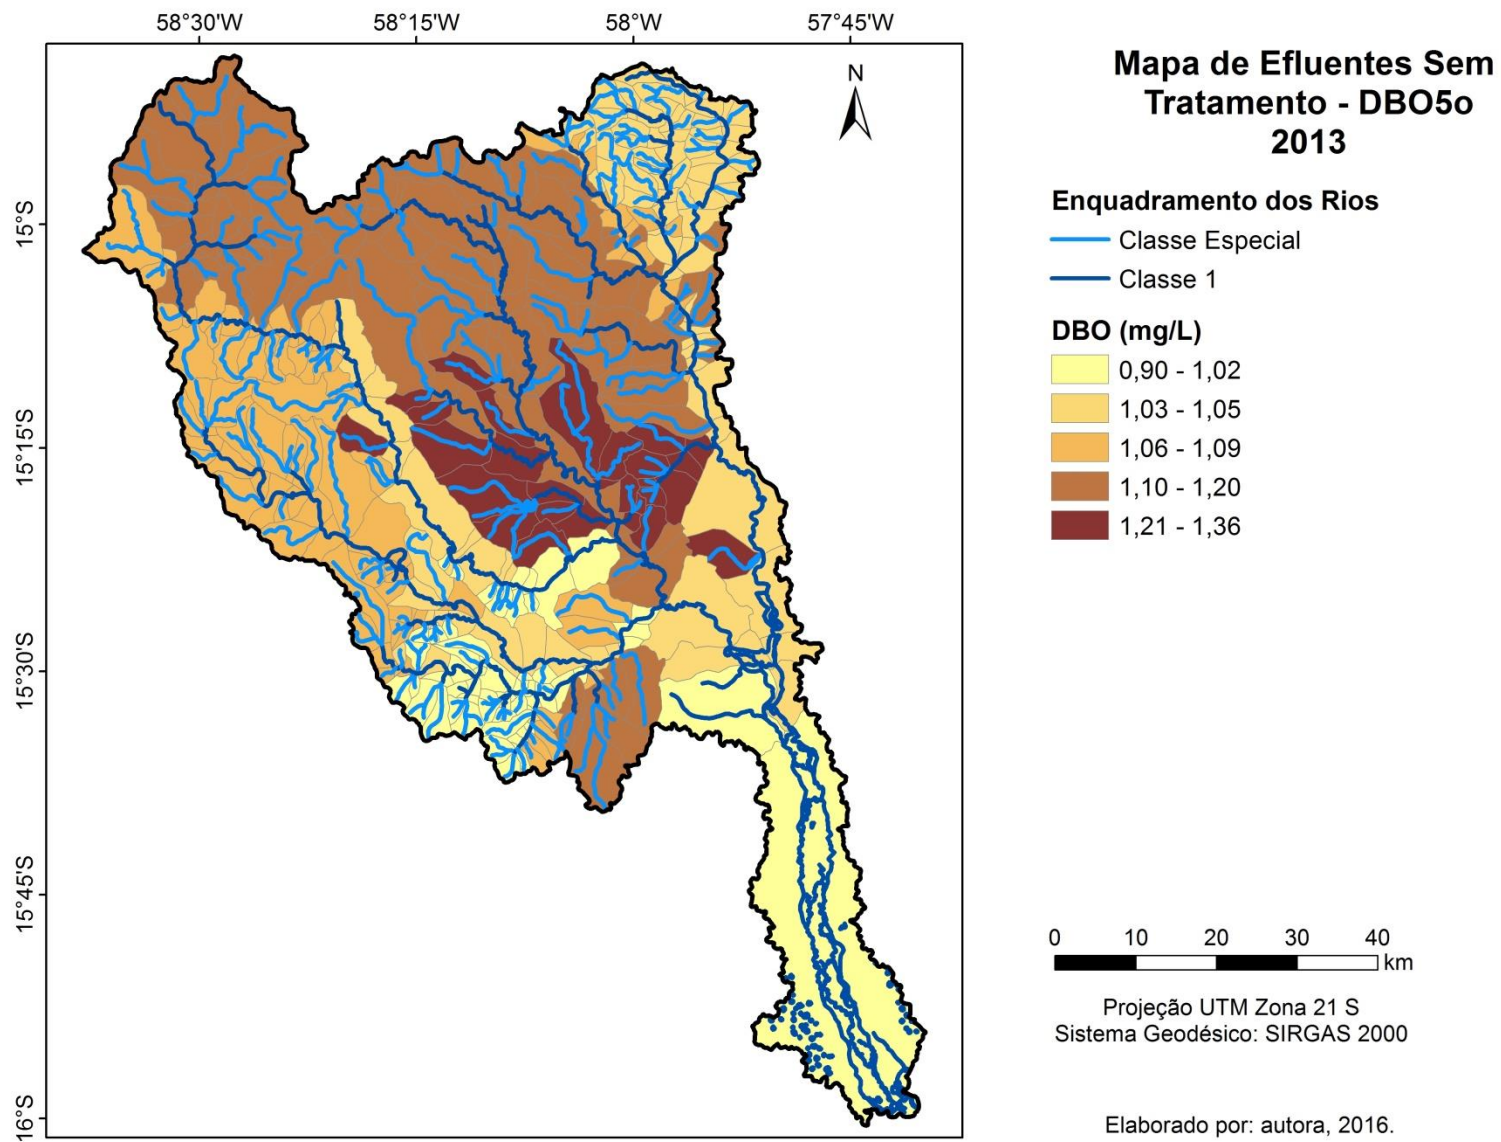 58°30'W
58°15'W
58°W
57°45'W
15°S
15°15'S
15°30'S
15°45'S
16°S
N
Mapa de Efluentes Sem
Tratamento - DBO5o
2013
Enquadramento dos Rios
Classe Especial
Classe 1
DBO (mg/L)
0,90 - 1,02
1,03 - 1,05
1,06 - 1,09
1,10 - 1,20
1,21 - 1,36
0 10 20 30 40
km
Projeção UTM Zona 21 S
Sistema Geodésico: SIRGAS 2000
Elaborado por: autora, 2016.